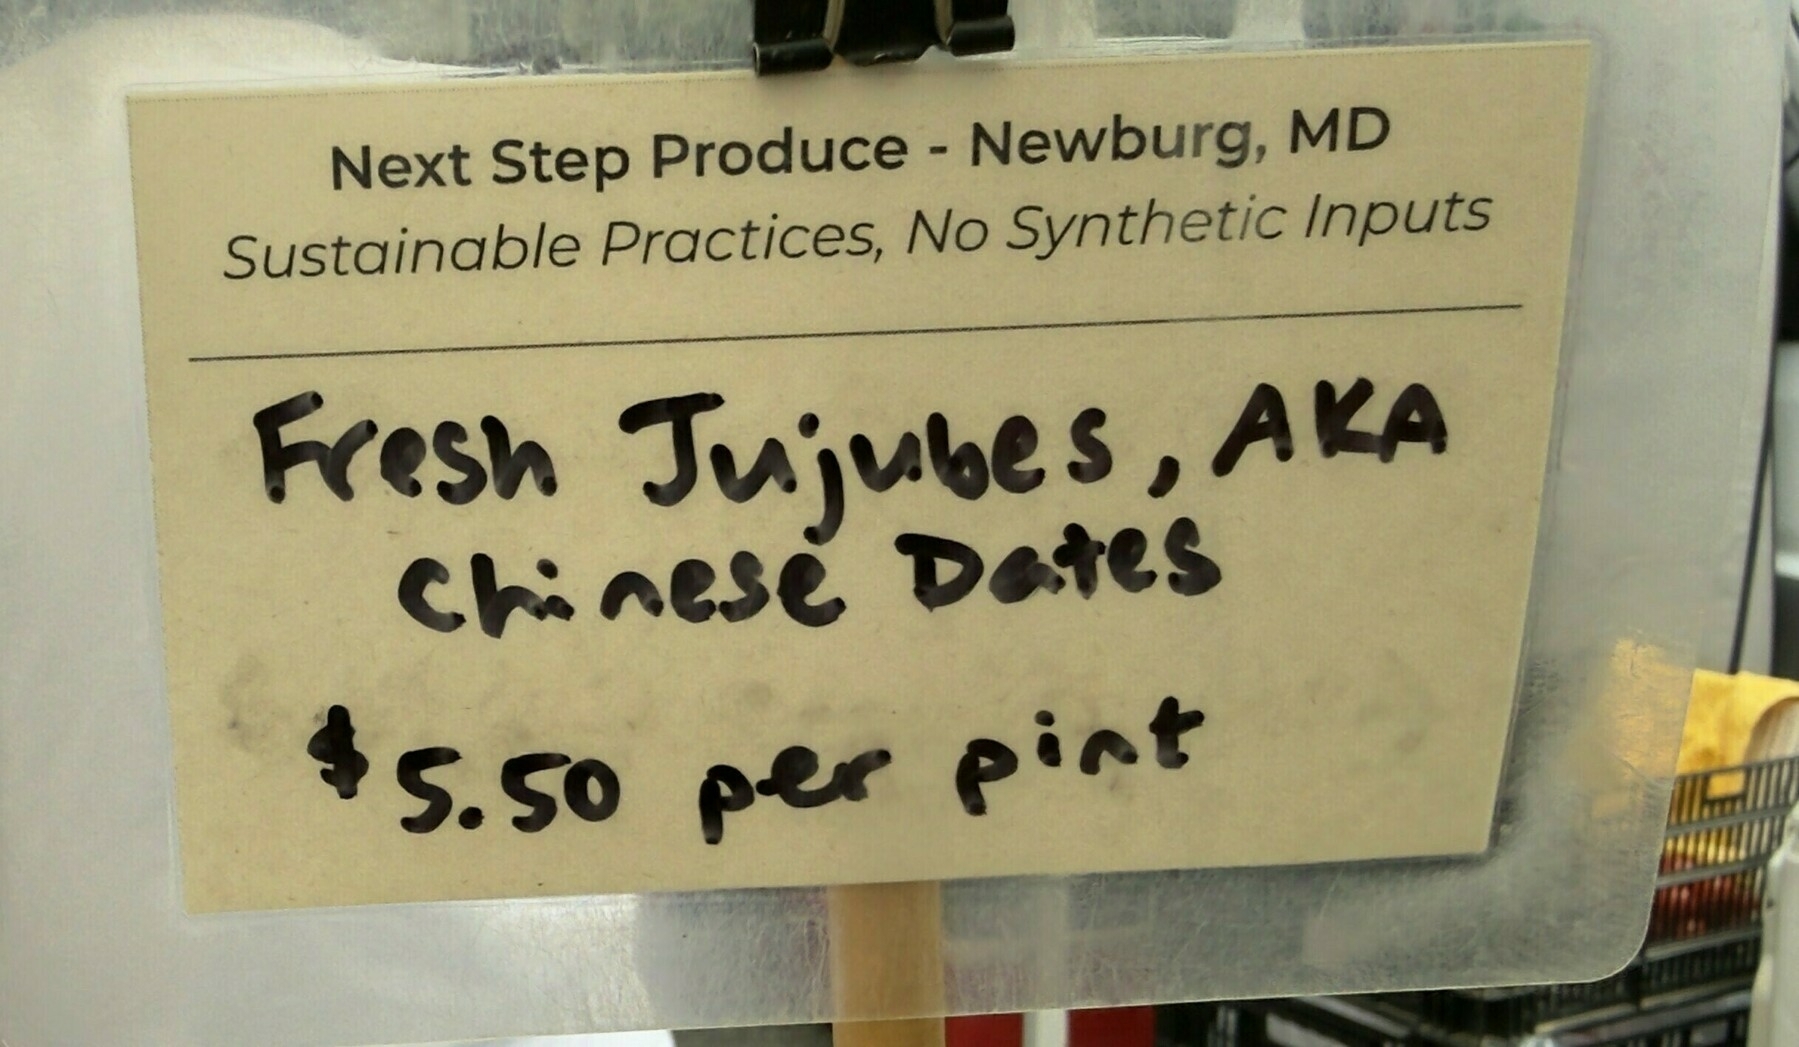 Next Step Produce - Newburg, MD
Sustainable Practices, No Synthetic Inputs
Fresh Jujubes, AKA
Chinese Dates
$5.50 per pint